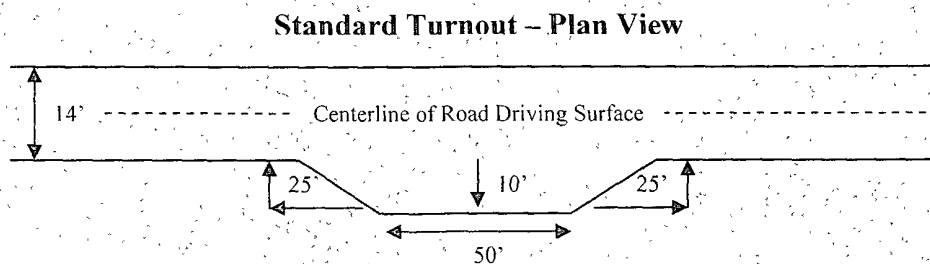 Standard Turnout – Plan View
14' Centerline of Road Driving Surface
25' 10' 25'
50'